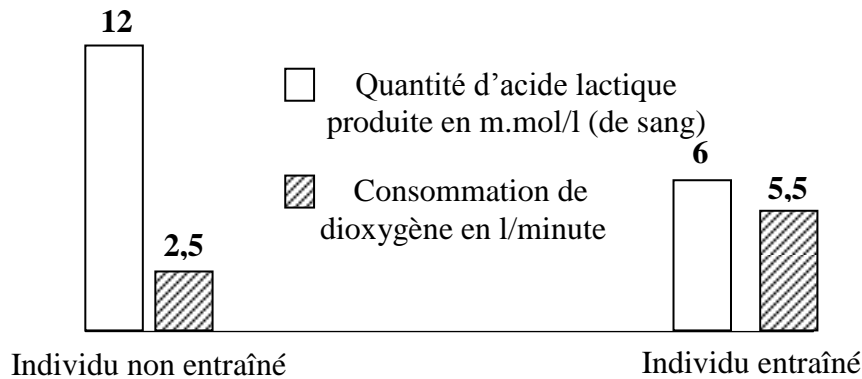 12
Quantité d’acide lactique
produite en m.mol/l (de sang)
6
5,5
Consommation de
dioxygène en l/minute
2,5
Individu non entraîné
Individu entraîné